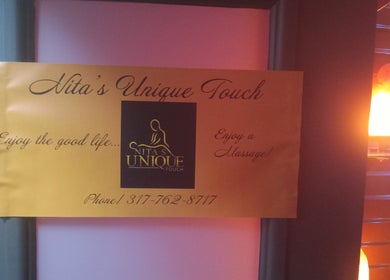 Nita's Unique Touch
Enjoy the good life...
Enjoy a
Massage!
NITA'S
UNIQUE
TOUCH
Phone/ 317-762-8717